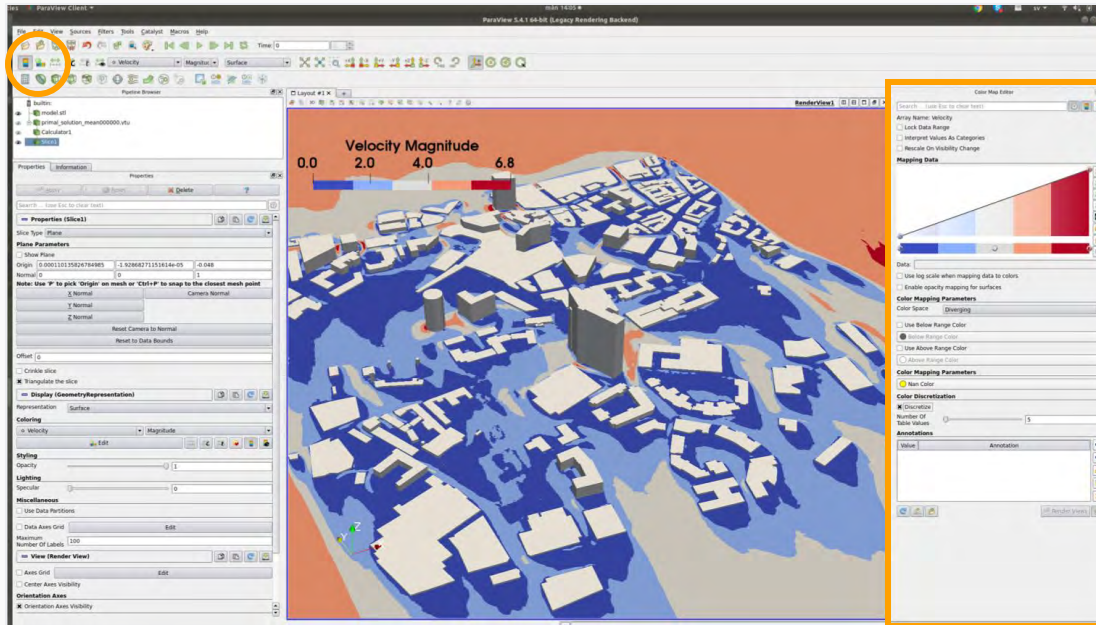 ies ParaView Client
mån 14:05
sv
ParaView 5.4.1 64-bit (Legacy Rendering Backend)
File Edit View Sources Filters Tools Catalyst Macros Help
Time: 0
Velocity Magnituc Surface
Pipeline Browser
builtin:
model.stl
primal_solution_mean000000.vtu
Calculator1
Slice1
Properties Information
Properties
Delete ?
Search ... (use Esc to clear text)
Properties (Slice1)
Slice Type Plane
Plane Parameters
Show Plane
Origin 0.000110135826784985 -1.92868271151614e-05 -0.048
Normal 0 0 1
Note: Use 'P' to pick 'Origin' on mesh or 'Ctrl+P' to snap to the closest mesh point
X Normal Camera Normal
Y Normal
Z Normal
Reset Camera to Normal
Reset to Data Bounds
Offset 0
Crinkle slice
Triangulate the slice
Display (GeometryRepresentation)
Representation Surface
Coloring
Velocity Magnitude
Edit
Styling
Opacity 1
Lighting
Specular 0
Miscellaneous
Use Data Partitions
Data Axes Grid Edit
Maximum
Number Of Labels 100
View (Render View)
Axes Grid Edit
Center Axes Visibility
Orientation Axes
Orientation Axes Visibility
Layout #1
RenderView1
Velocity Magnitude
0.0 2.0 4.0 6.8
Z
Y
Color Map Editor
Search ... (use Esc to clear text)
Array Name: Velocity
Lock Data Range
Interpret Values As Categories
Rescale On Visibility Change
Mapping Data
Data:
Use log scale when mapping data to colors
Enable opacity mapping for surfaces
Color Mapping Parameters
Color Space Diverging
Use Below Range Color
Below Range Color
Use Above Range Color
Above Range Color
Color Mapping Parameters
Nan Color
Color Discretization
Discretize
Number Of
Table Values 5
Annotations
Value Annotation
Render Views